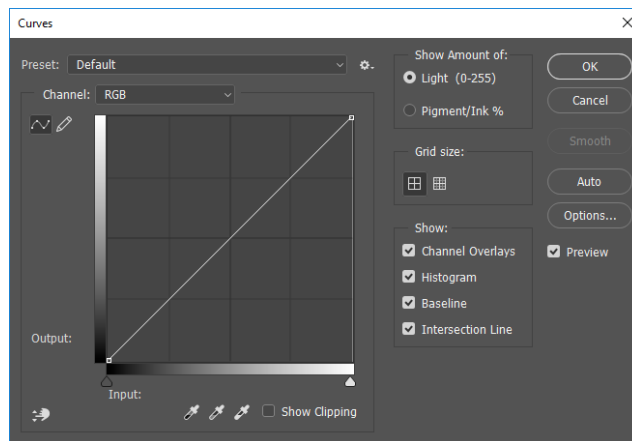 Curves
Preset: Default
Channel: RGB
Output:
Input:
Show Clipping
Show Amount of:
Light (0-255)
Pigment/Ink %
Grid size:
Show:
Channel Overlays
Histogram
Baseline
Intersection Line
OK
Cancel
Smooth
Auto
Options...
Preview